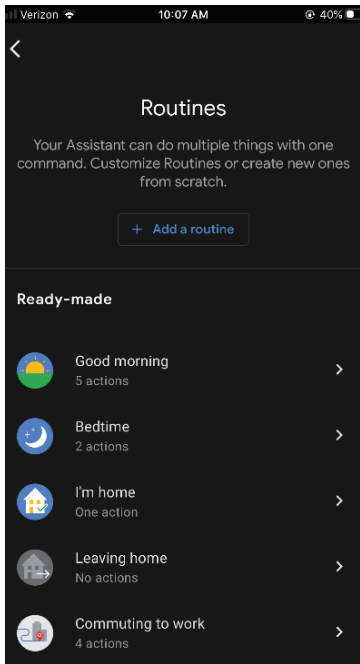 Verizon 10:07 AM 40%
Routines
Your Assistant can do multiple things with one
command. Customize Routines or create new ones
from scratch.
+ Add a routine
Ready-made
Good morning
5 actions
Bedtime
2 actions
I'm home
One action
Leaving home
No actions
Commuting to work
4 actions